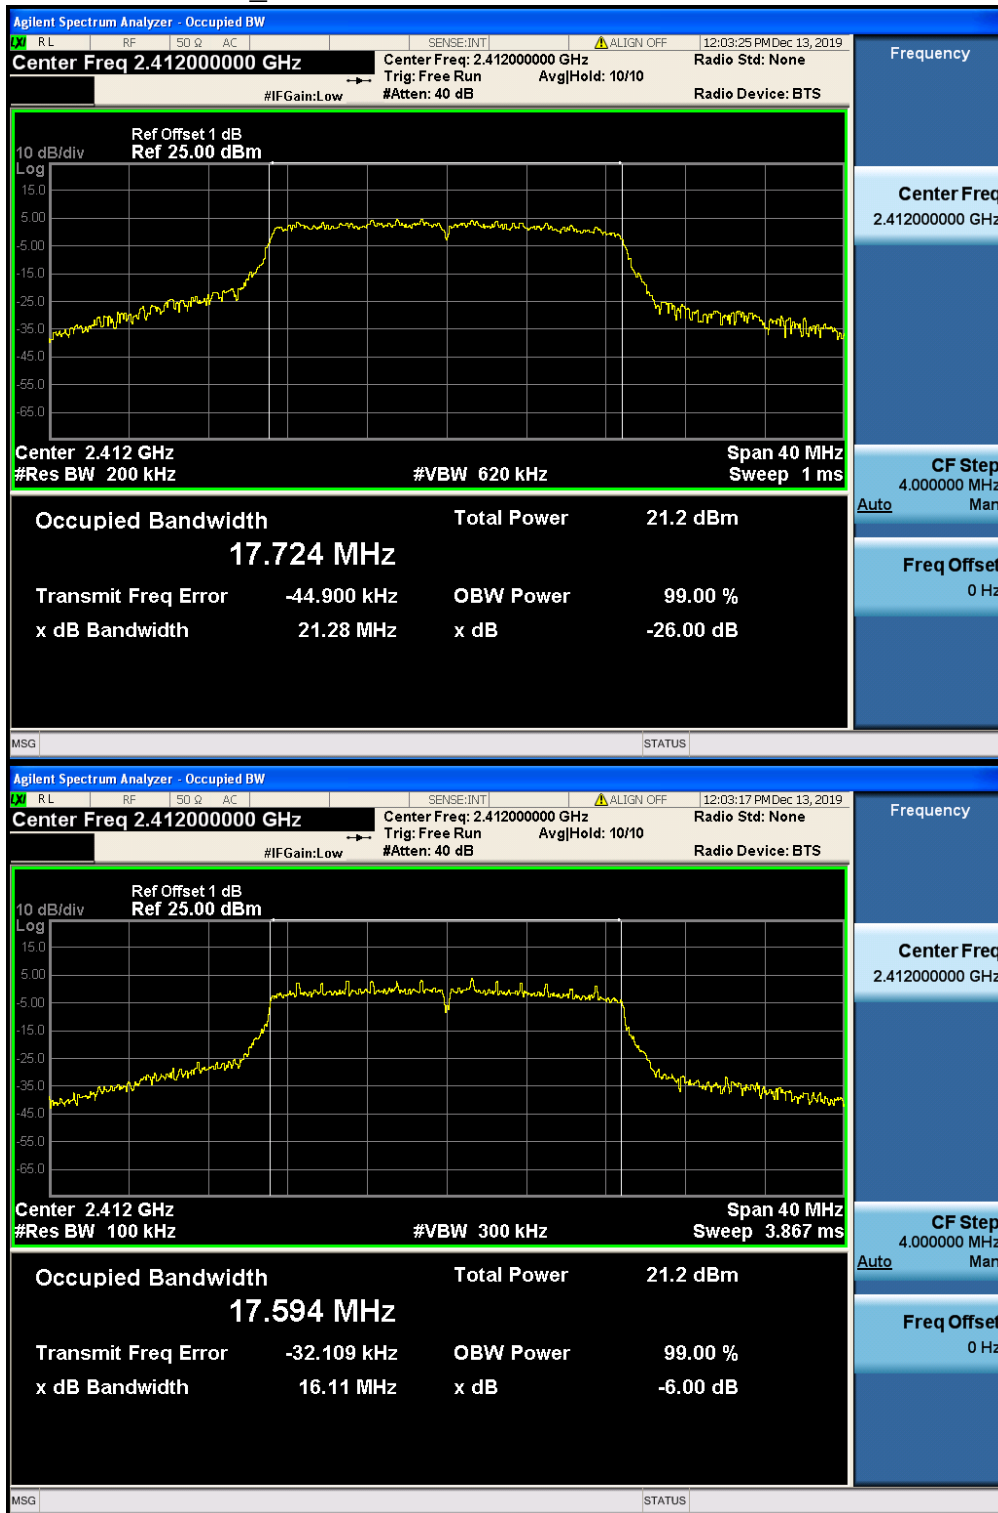 Agilent Spectrum Analyzer - Occupied BW
LXI RL RF 50 Ω AC SENSE:INT ALIGN OFF 12:03:25 PM Dec 13, 2019
Center Freq 2.412000000 GHz Center Freq: 2.412000000 GHz Radio Std: None Frequency
Trig: Free Run Avg|Hold: 10/10
#IFGain:Low #Atten: 40 dB Radio Device: BTS
Ref Offset 1 dB
10 dB/div Ref 25.00 dBm
Log
15.0
5.00
-5.00
-15.0
-25.0
-35.0
-45.0
-55.0
-65.0
Center Freq
2.412000000 GHz
Center 2.412 GHz Span 40 MHz
#Res BW 200 kHz #VBW 620 kHz Sweep 1 ms
CF Step
4.000000 MHz
Auto Man
Occupied Bandwidth Total Power 21.2 dBm
17.724 MHz
Transmit Freq Error -44.900 kHz OBW Power 99.00 %
x dB Bandwidth 21.28 MHz x dB -26.00 dB
Freq Offset
0 Hz
MSG STATUS
Agilent Spectrum Analyzer - Occupied BW
LXI RL RF 50 Ω AC SENSE:INT ALIGN OFF 12:03:17 PM Dec 13, 2019
Center Freq 2.412000000 GHz Center Freq: 2.412000000 GHz Radio Std: None Frequency
Trig: Free Run Avg|Hold: 10/10
#IFGain:Low #Atten: 40 dB Radio Device: BTS
Ref Offset 1 dB
10 dB/div Ref 25.00 dBm
Log
15.0
5.00
-5.00
-15.0
-25.0
-35.0
-45.0
-55.0
-65.0
Center Freq
2.412000000 GHz
Center 2.412 GHz Span 40 MHz
#Res BW 100 kHz #VBW 300 kHz Sweep 3.867 ms
CF Step
4.000000 MHz
Auto Man
Occupied Bandwidth Total Power 21.2 dBm
17.594 MHz
Transmit Freq Error -32.109 kHz OBW Power 99.00 %
x dB Bandwidth 16.11 MHz x dB -6.00 dB
Freq Offset
0 Hz
MSG STATUS